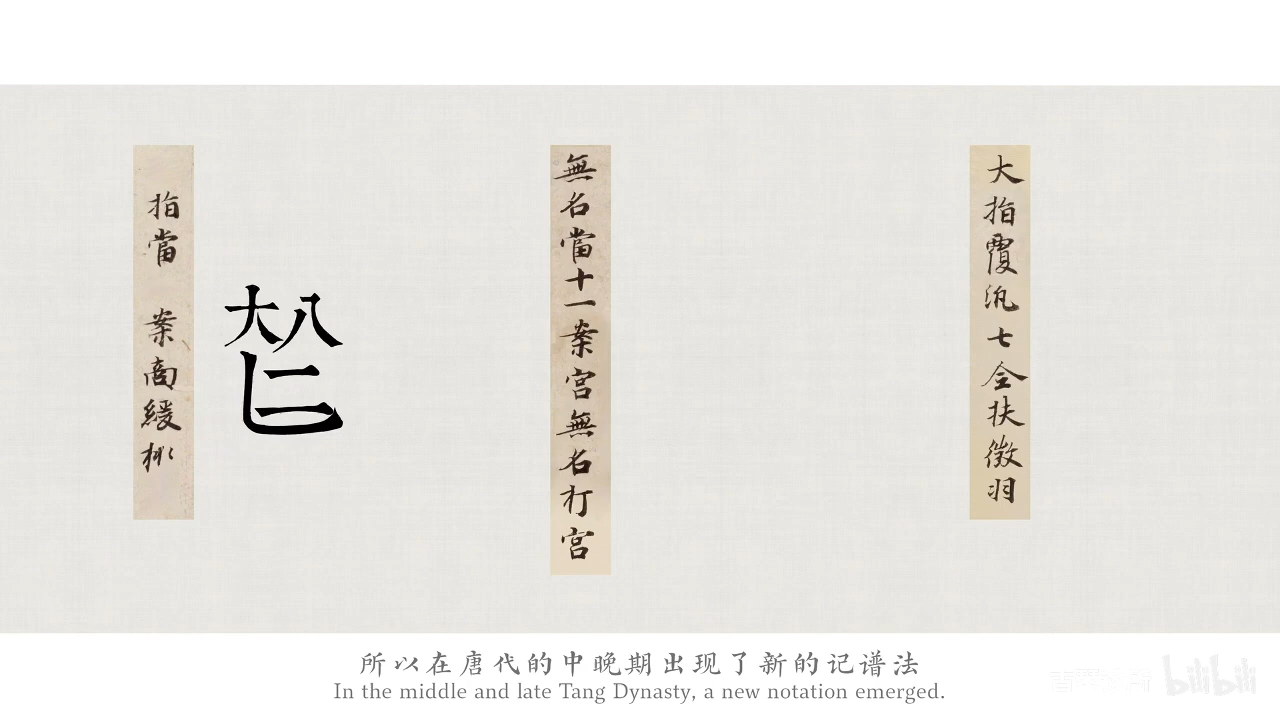 指當 案商緩
無名當十一案宮無名打宮
大指覆
七
扶徵羽
所以在唐代的中晚期出现了新的记谱法
In the middle and late Tang Dynasty, a new notation emerged.
bilibili